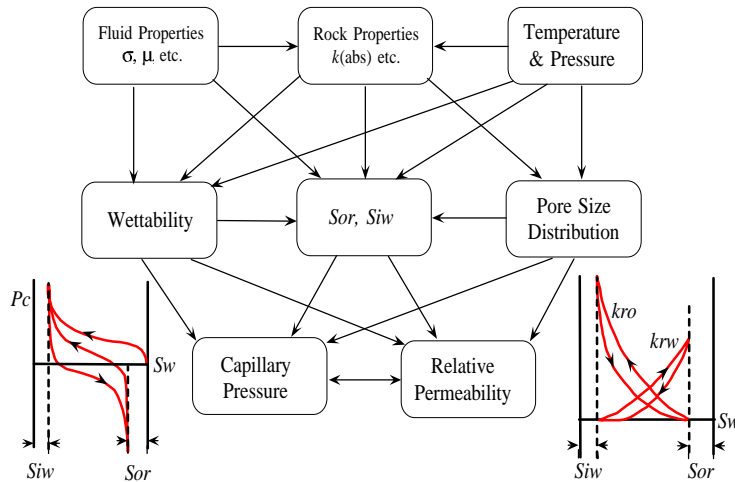 Fluid Properties
σ, μ, etc.
Rock Properties
k(abs) etc.
Temperature
& Pressure
Wettability
Sor, Siw
Pore Size
Distribution
Pc
Sw
Siw
Sor
Capillary
Pressure
Relative
Permeability
kro
krw
Sw
Siw
Sor